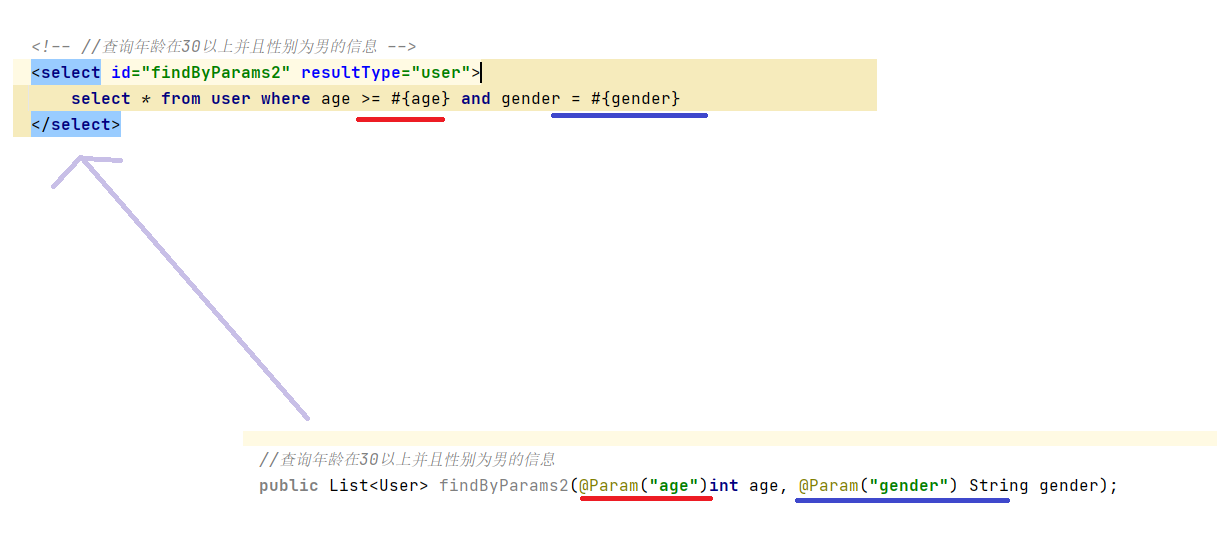 <!-- //查询年龄在30以上并且性别为男的信息 -->
<select id="findByParams2" resultType="user">
select * from user where age >= #{age} and gender = #{gender}
</select>
//查询年龄在30以上并且性别为男的信息
public List<User> findByParams2(@Param("age")int age, @Param("gender") String gender);